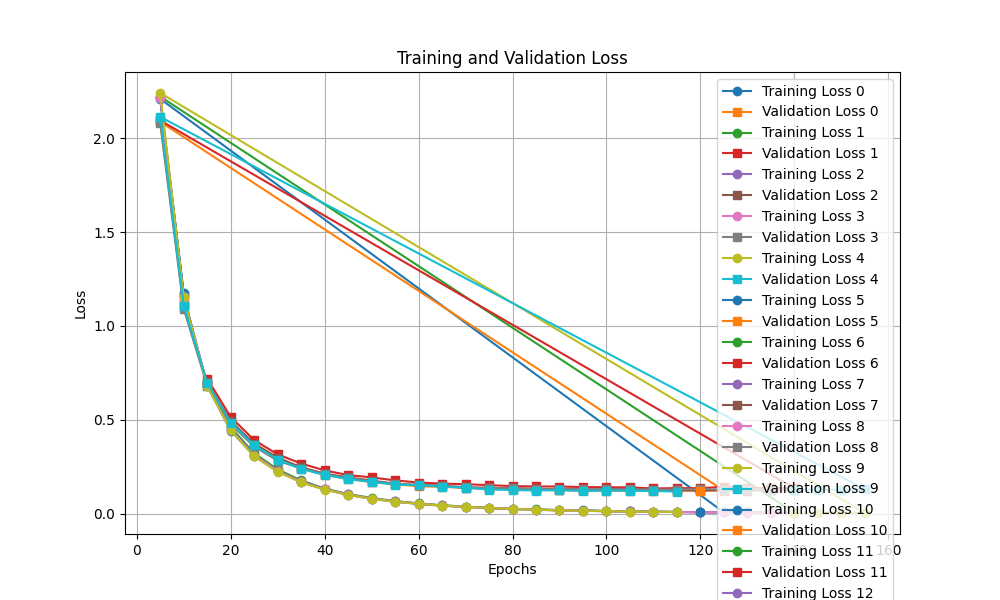 Training and Validation Loss
Training Loss 0
Validation Loss 0
Training Loss 1
Validation Loss 1
Training Loss 2
Validation Loss 2
Training Loss 3
Validation Loss 3
Training Loss 4
Validation Loss 4
Training Loss 5
Validation Loss 5
Training Loss 6
Validation Loss 6
Training Loss 7
Validation Loss 7
Training Loss 8
Validation Loss 8
Training Loss 9
Validation Loss 9
Training Loss 10
Validation Loss 10
Training Loss 11
Validation Loss 11
Training Loss 12
2.0
1.5
1.0
0.5
0.0
Loss
0 20 40 60 80 100 120 140 160
Epochs